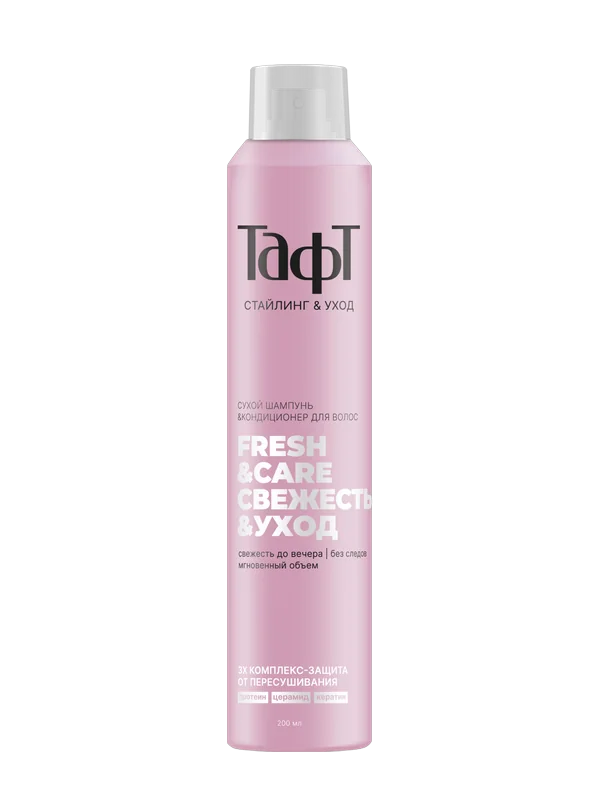 Тафт
СТАЙЛИНГ & УХОД
СУХОЙ ШАМПУНЬ
&КОНДИЦИОНЕР ДЛЯ ВОЛОС
FRESH
&CARE
СВЕЖЕСТЬ
&УХОД
свежесть до вечера | без следов
мгновенный объем
3X КОМПЛЕКС-ЗАЩИТА
ОТ ПЕРЕСУШИВАНИЯ
протеин церамид кератин
200 мл